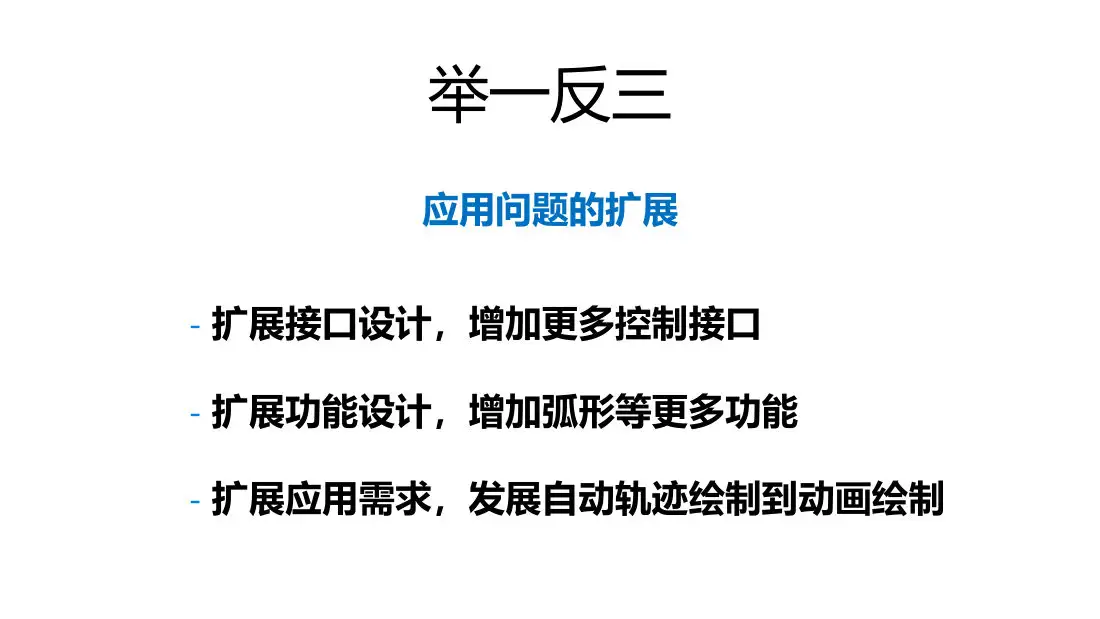 举一反三
应用问题的扩展
- 扩展接口设计，增加更多控制接口
- 扩展功能设计，增加弧形等更多功能
- 扩展应用需求，发展自动轨迹绘制到动画绘制